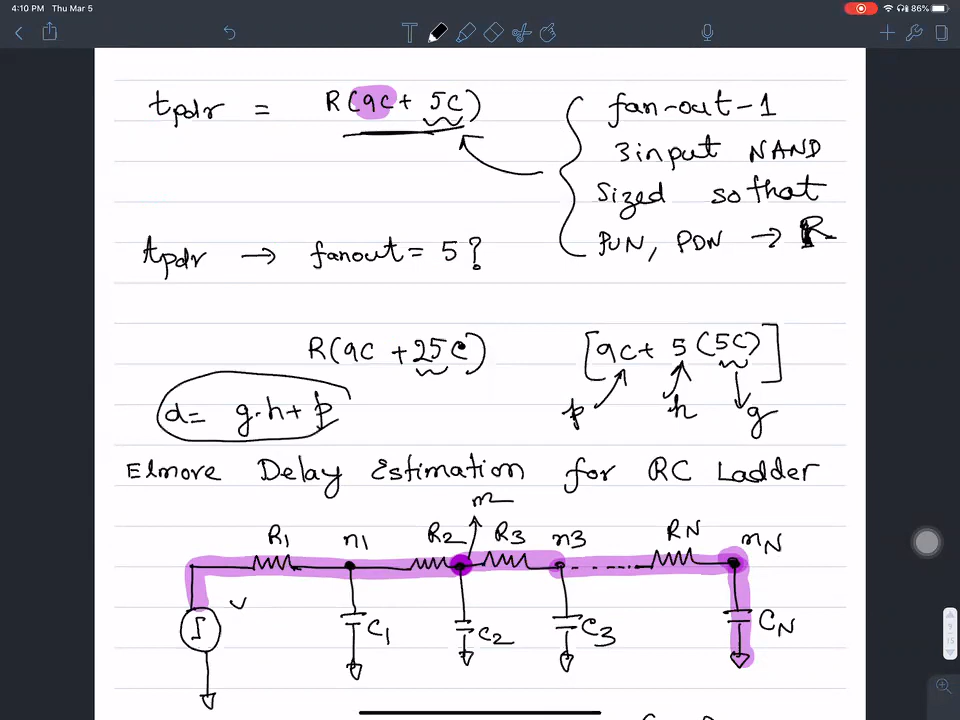 4:10 PM Thu Mar 5
86%
tpdr = R(9C + 5C)
fan-out-1
3input NAND
Sized so that
PUN, PDN → R
tpdr → fanout = 5?
R(9C + 25C) [9C + 5(5C)]
p h g
d = g·h + p
Elmore Delay Estimation for RC Ladder
R1 n1 R2 n2 R3 n3 RN nN
V C1 C2 C3 CN